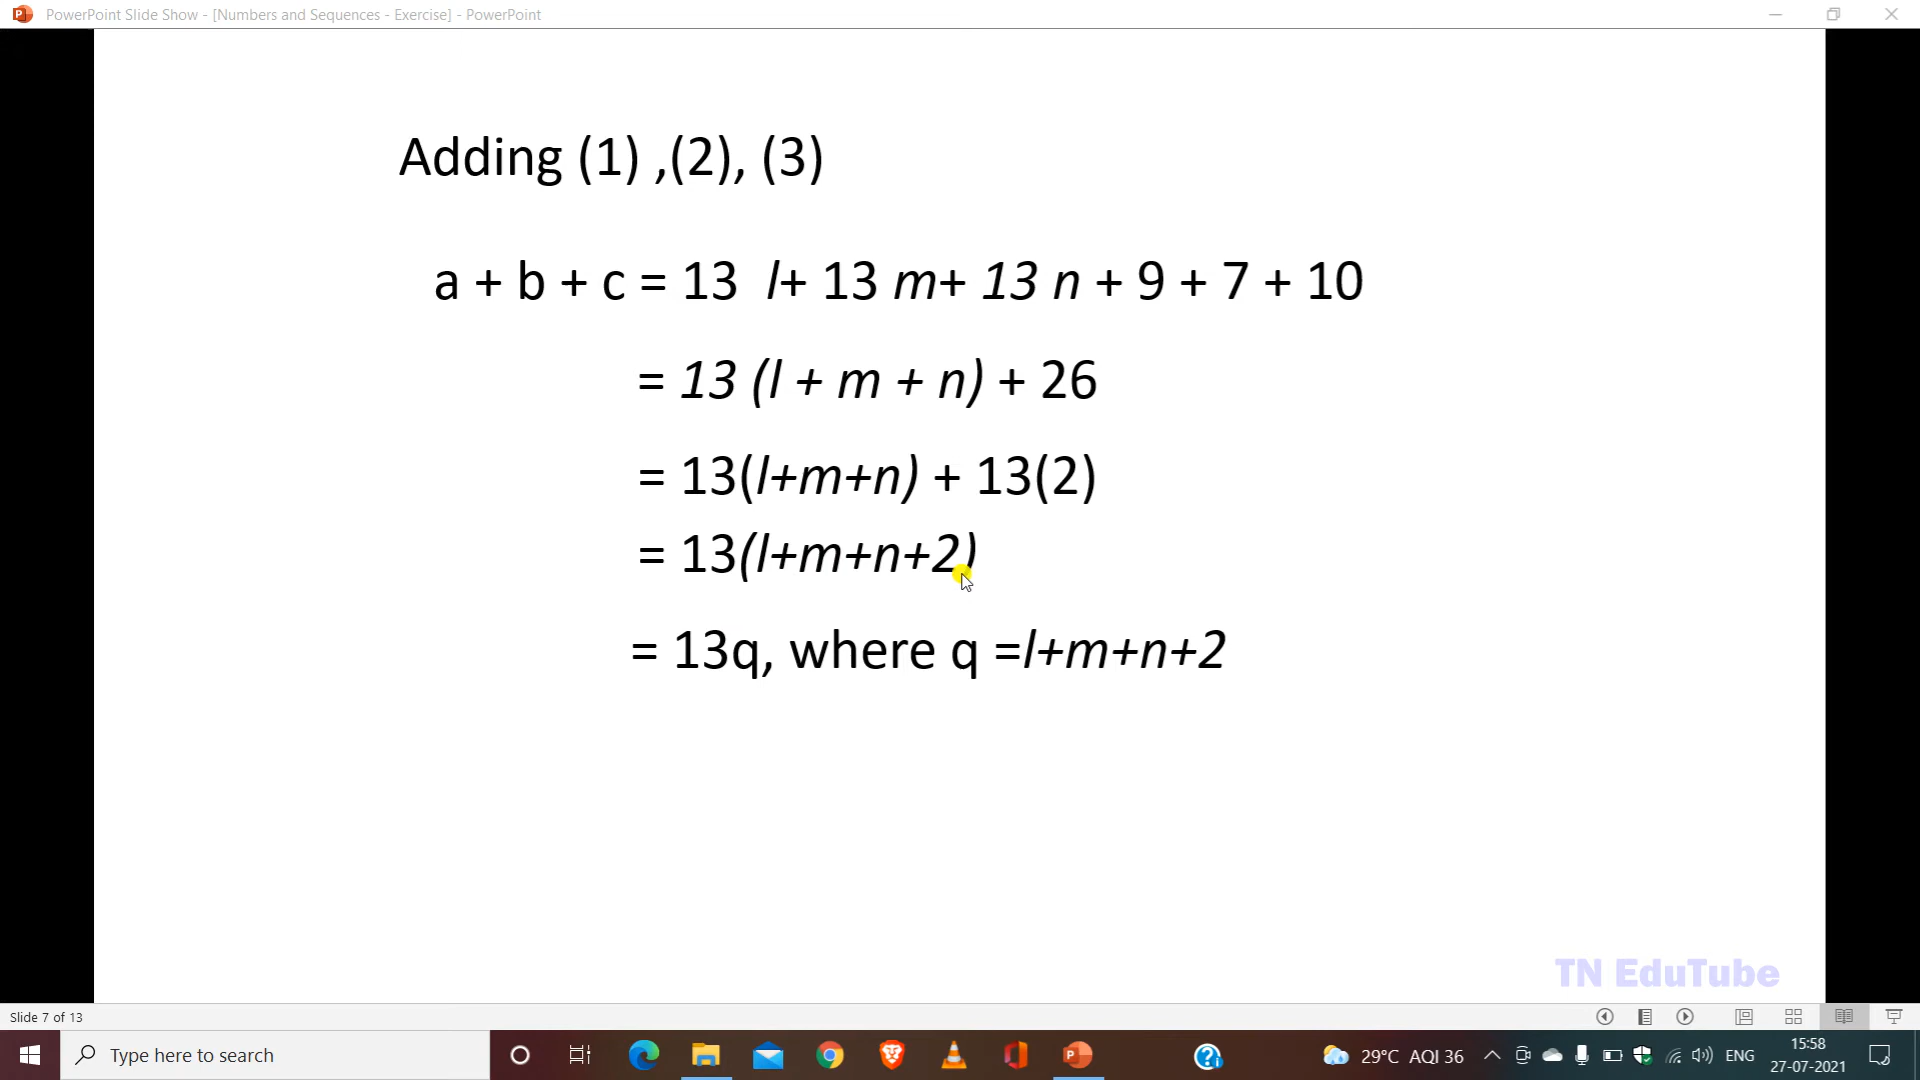 PowerPoint Slide Show - [Numbers and Sequences - Exercise] - PowerPoint
Adding (1) ,(2), (3)
a + b + c = 13 l+ 13 m+ 13 n + 9 + 7 + 10
= 13 (l + m + n) + 26
= 13(l+m+n) + 13(2)
= 13(l+m+n+2)
= 13q, where q =l+m+n+2
TN EduTube
Slide 7 of 13
Type here to search
29°C AQI 36
ENG
15:58
27-07-2021